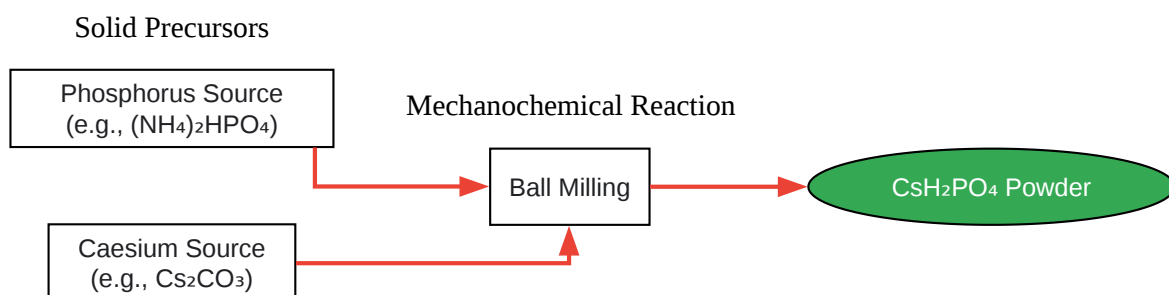 Solid Precursors
Phosphorus Source
(e.g., (NH₄)₂HPO₄)
Mechanochemical Reaction
Ball Milling
CsH₂PO₄ Powder
Caesium Source
(e.g., Cs₂CO₃)